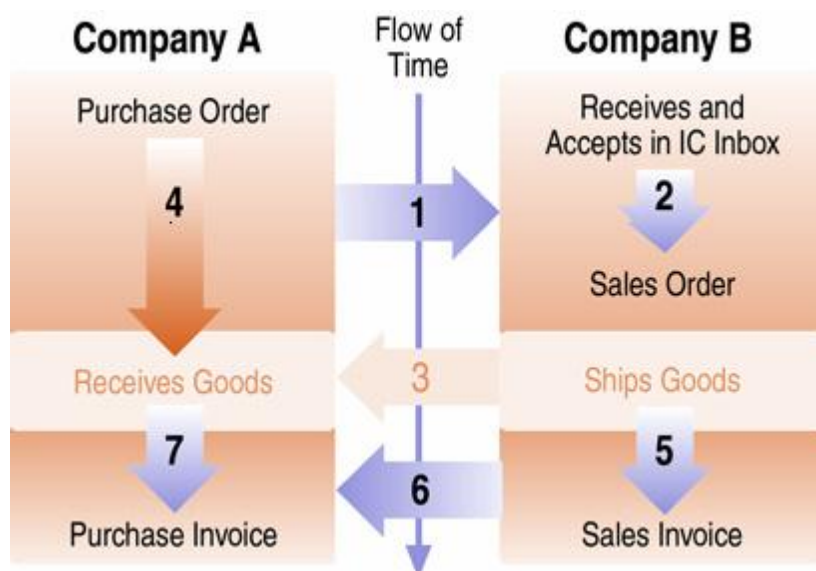 Company A
Flow of
Time
Company B
Purchase Order
Receives and
Accepts in IC Inbox
4
1
2
Sales Order
Receives Goods
3
Ships Goods
7
6
5
Purchase Invoice
Sales Invoice